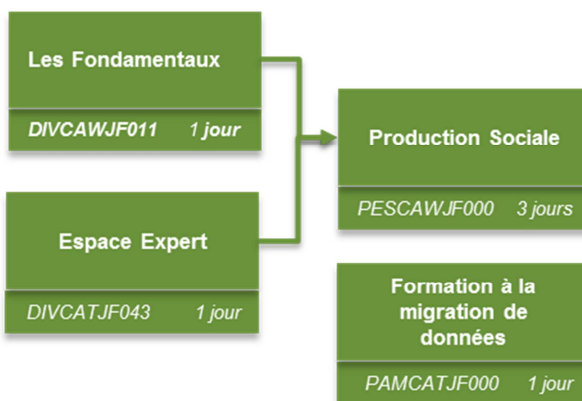 Les Fondamentaux
DIVCAWJF011 1 jour
Espace Expert
DIVCATJF043 1 jour
Production Sociale
PESCAWJF000 3 jours
Formation à la
migration de
données
PAMCATJF000 1 jour